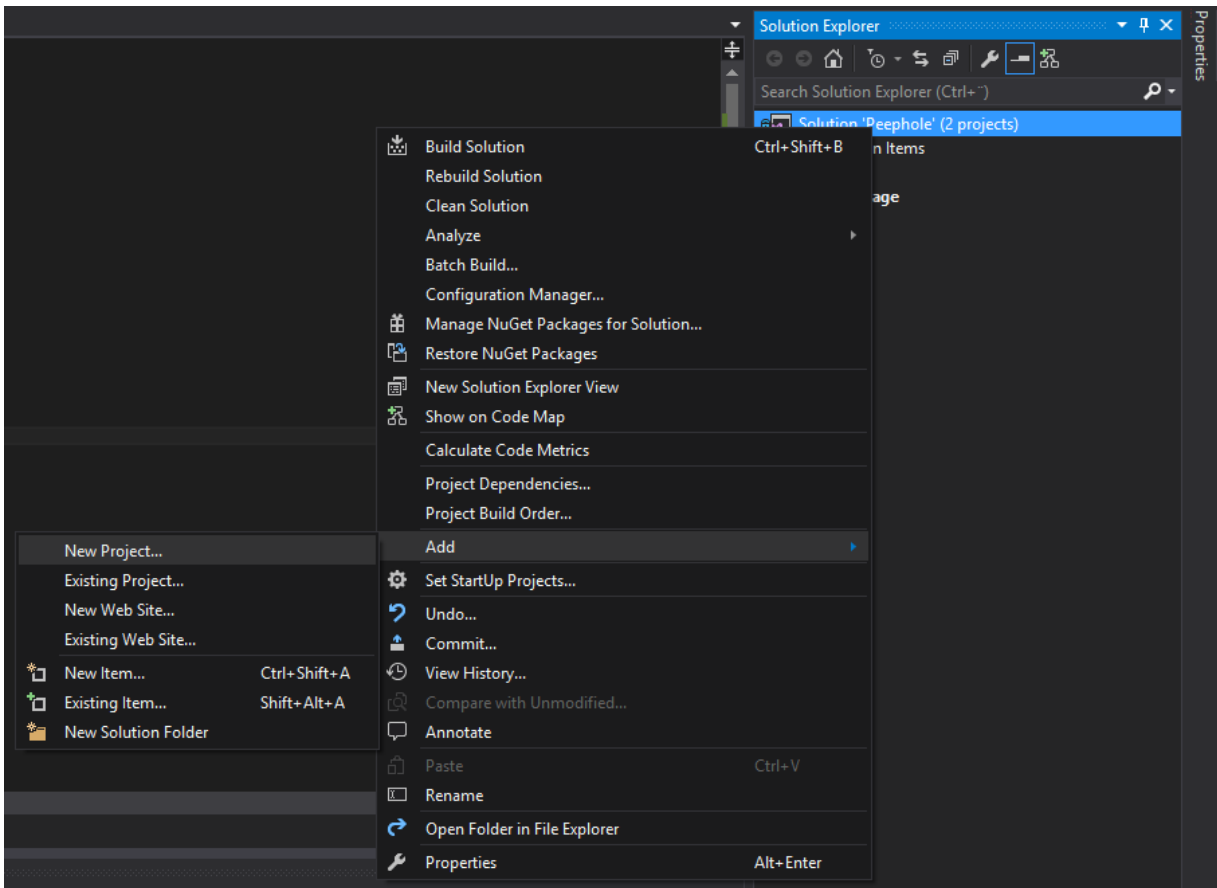 Solution Explorer
Properties
Search Solution Explorer (Ctrl+¨)
Solution 'Peephole' (2 projects)
n Items
age
Build Solution Ctrl+Shift+B
Rebuild Solution
Clean Solution
Analyze
Batch Build...
Configuration Manager...
Manage NuGet Packages for Solution...
Restore NuGet Packages
New Solution Explorer View
Show on Code Map
Calculate Code Metrics
Project Dependencies...
Project Build Order...
Add
Set StartUp Projects...
Undo...
Commit...
View History...
Compare with Unmodified...
Annotate
Paste Ctrl+V
Rename
Open Folder in File Explorer
Properties Alt+Enter
New Project...
Existing Project...
New Web Site...
Existing Web Site...
New Item... Ctrl+Shift+A
Existing Item... Shift+Alt+A
New Solution Folder